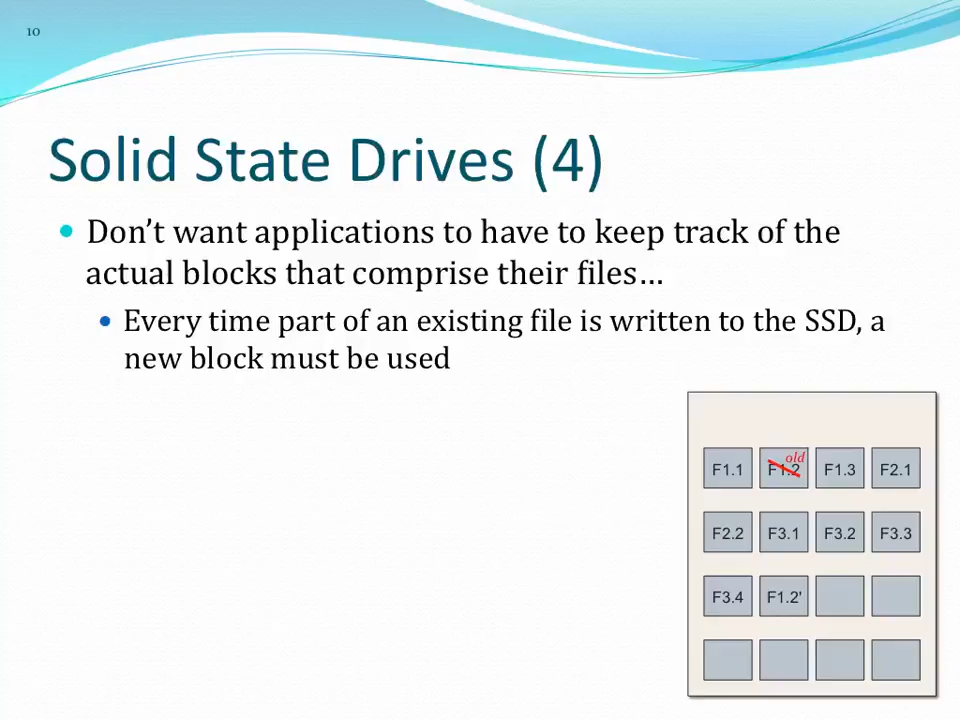 10
Solid State Drives (4)
Don’t want applications to have to keep track of the
actual blocks that comprise their files…
Every time part of an existing file is written to the SSD, a
new block must be used
F1.1 F1.2 old F1.3 F2.1
F2.2 F3.1 F3.2 F3.3
F3.4 F1.2'